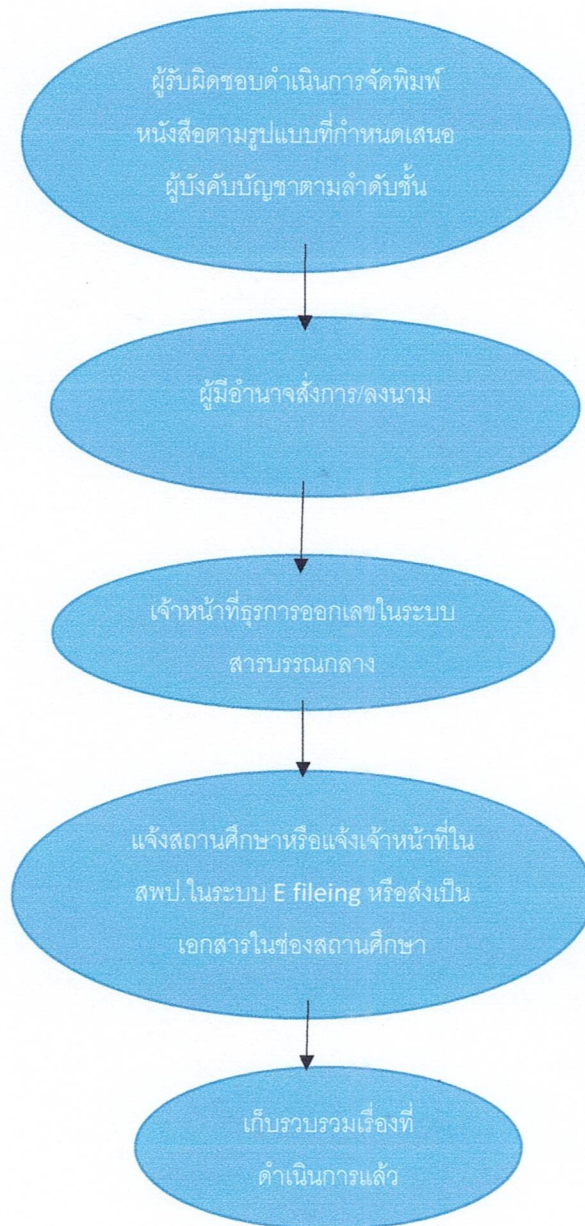 ผู้รับผิดชอบดำเนินการจัดพิมพ์
หนังสือตามรูปแบบที่กำหนดเสนอ
ผู้บังคับบัญชาตามลำดับชั้น
ผู้มีอำนาจสั่งการ/ลงนาม
เจ้าหน้าที่ธุรการออกเลขในระบบ
สารบรรณกลาง
แจ้งสถานศึกษาหรือแจ้งเจ้าหน้าที่ใน
สพป.ในระบบ E fileing หรือส่งเป็น
เอกสารในช่องสถานศึกษา
เก็บรวบรวมเรื่องที่
ดำเนินการแล้ว